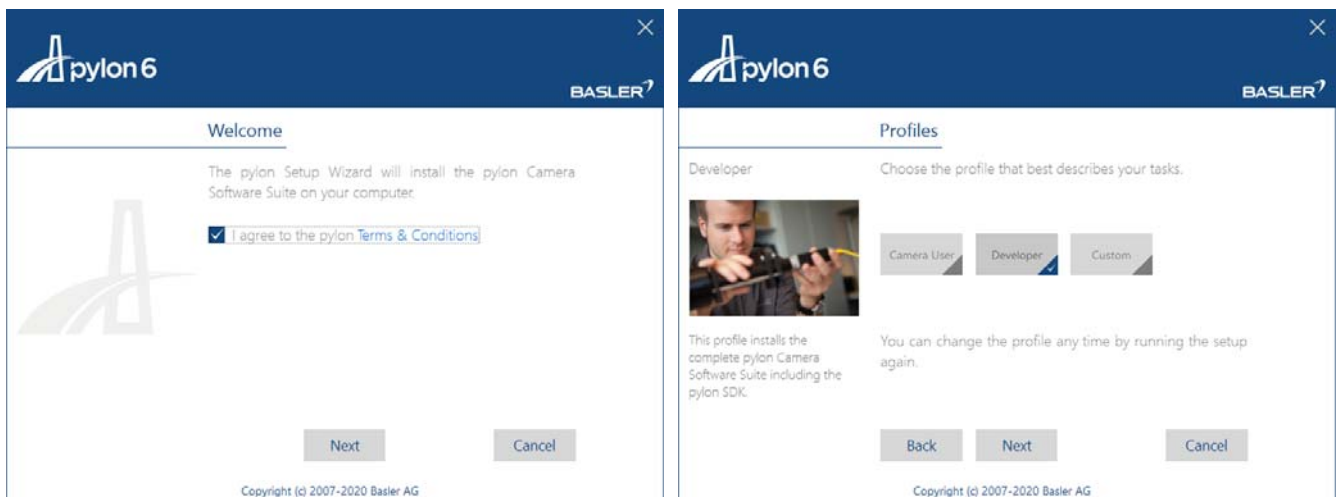 pylon 6
BASLER
Welcome
The pylon Setup Wizard will install the pylon Camera
Software Suite on your computer.
I agree to the pylon Terms & Conditions
Next
Cancel
Copyright (c) 2007-2020 Basler AG
pylon 6
BASLER
Profiles
Developer
Choose the profile that best describes your tasks.
Camera User
Developer
Custom
This profile installs the
complete pylon Camera
Software Suite including the
pylon SDK.
You can change the profile any time by running the setup
again.
Back
Next
Cancel
Copyright (c) 2007-2020 Basler AG